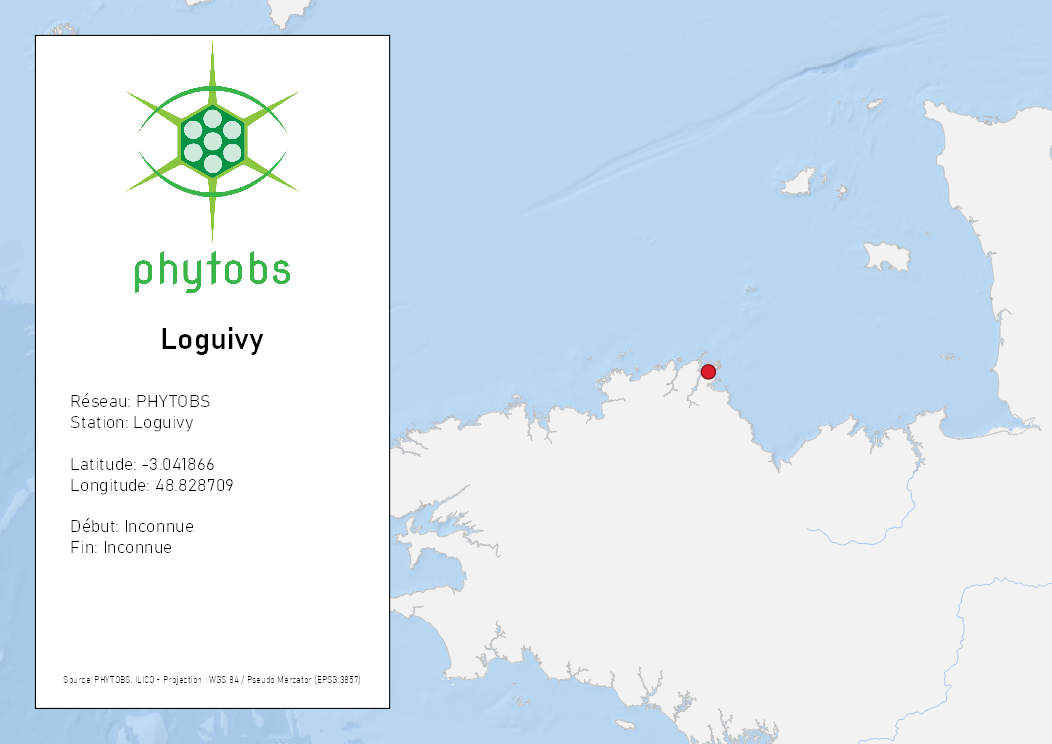 phytobs
Loguivy
Réseau: PHYTOBS
Station: Loguivy
Latitude: -3.041866
Longitude: 48.828709
Début: Inconnue
Fin: Inconnue
Source: PHYTOBS, ILICO - Projection : WGS 84 / Pseudo Mercator (EPSG:3857)